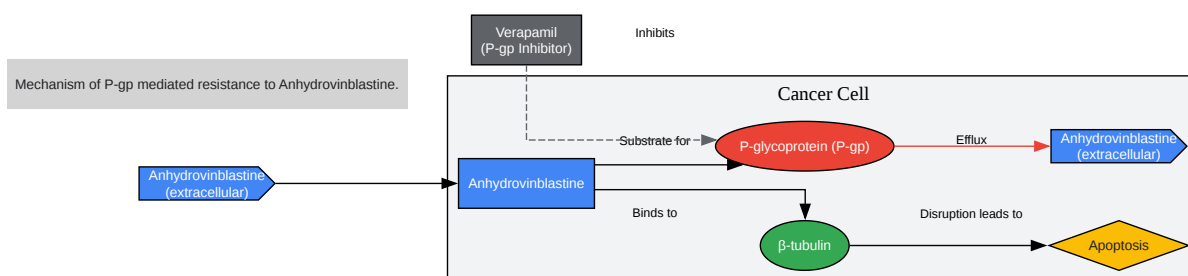 Verapamil
(P-gp Inhibitor)
Inhibits
Mechanism of P-gp mediated resistance to Anhydrovinblastine.
Cancer Cell
Substrate for
P-glycoprotein (P-gp)
Efflux
Anhydrovinblastine
(extracellular)
Anhydrovinblastine
(extracellular)
Anhydrovinblastine
Binds to
Disruption leads to
β-tubulin
Apoptosis